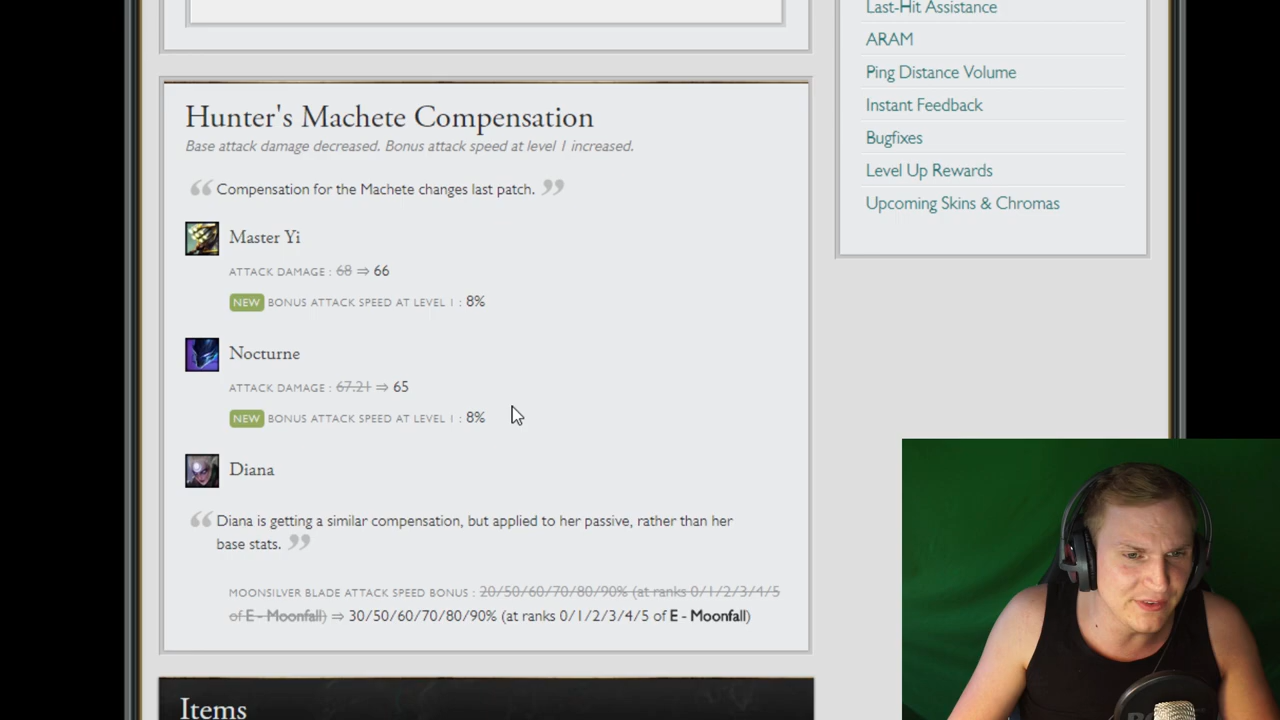 Last-Hit Assistance
ARAM
Ping Distance Volume
Instant Feedback
Bugfixes
Level Up Rewards
Upcoming Skins & Chromas
Hunter's Machete Compensation
Base attack damage decreased. Bonus attack speed at level 1 increased.
“ Compensation for the Machete changes last patch. ”
Master Yi
ATTACK DAMAGE : 68 ⇒ 66
NEW BONUS ATTACK SPEED AT LEVEL 1 : 8%
Nocturne
ATTACK DAMAGE : 67.21 ⇒ 65
NEW BONUS ATTACK SPEED AT LEVEL 1 : 8%
Diana
“ Diana is getting a similar compensation, but applied to her passive, rather than her
base stats. ”
MOONSILVER BLADE ATTACK SPEED BONUS : 20/50/60/70/80/90% (at ranks 0/1/2/3/4/5
of E - Moonfall) ⇒ 30/50/60/70/80/90% (at ranks 0/1/2/3/4/5 of E - Moonfall)
Items